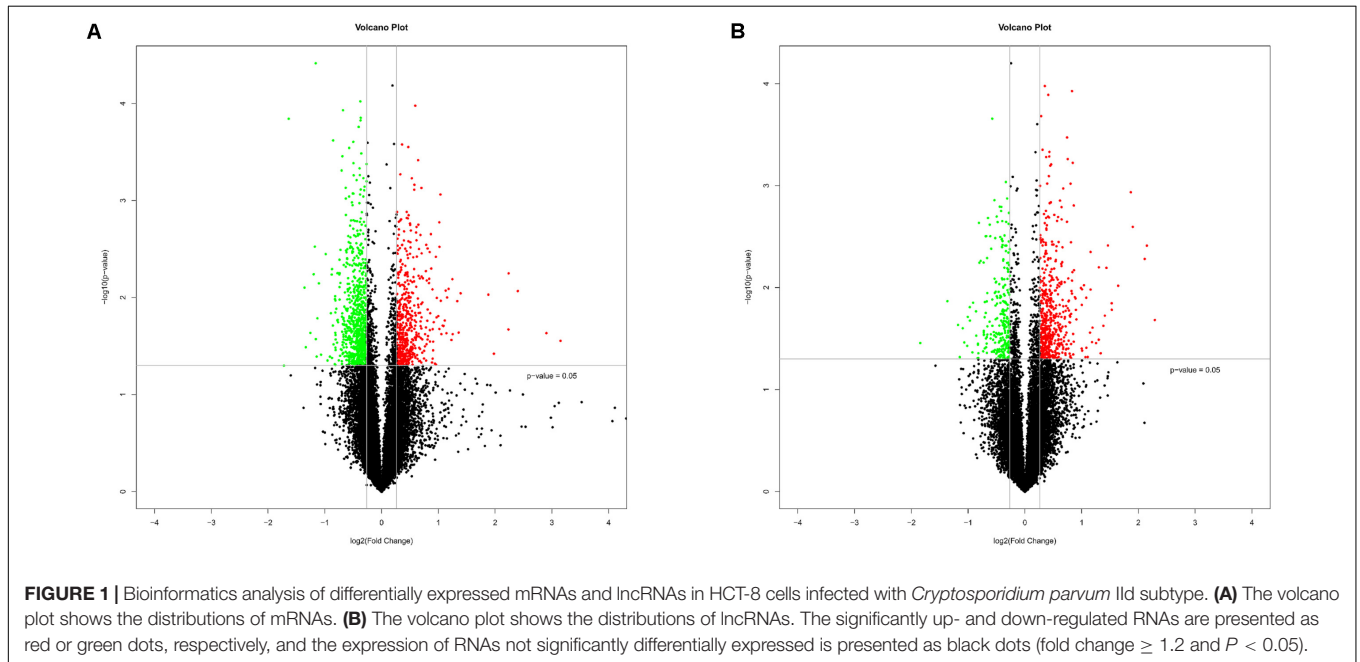 A
Volcano Plot
−log10(p−value)
4
3
2
1
0
p−value = 0.05
−4 −3 −2 −1 0 1 2 3 4
log2(Fold Change)
B
Volcano Plot
−log10(p−value)
4
3
2
1
0
p−value = 0.05
−4 −3 −2 −1 0 1 2 3 4
log2(Fold Change)
FIGURE 1 | Bioinformatics analysis of differentially expressed mRNAs and lncRNAs in HCT-8 cells infected with Cryptosporidium parvum IId subtype. (A) The volcano
plot shows the distributions of mRNAs. (B) The volcano plot shows the distributions of lncRNAs. The significantly up- and down-regulated RNAs are presented as
red or green dots, respectively, and the expression of RNAs not significantly differentially expressed is presented as black dots (fold change ≥ 1.2 and P < 0.05).